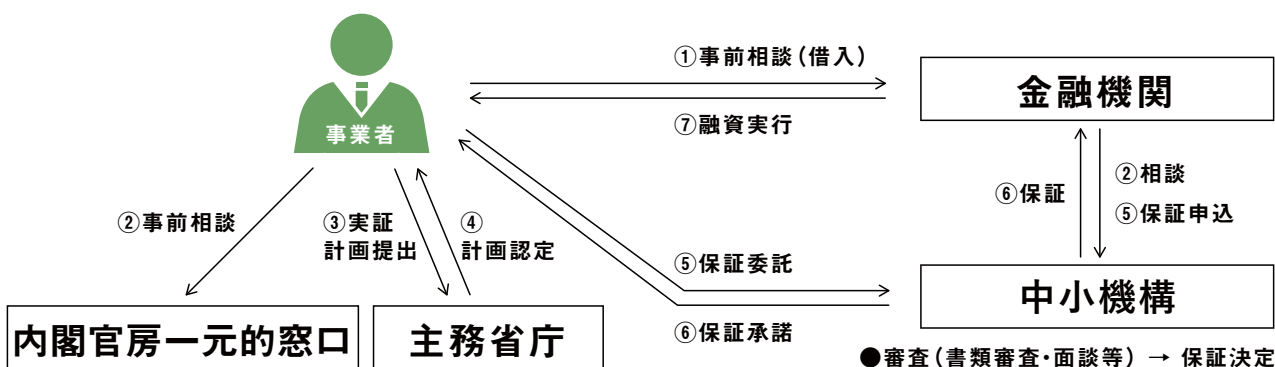 ①事前相談(借入)
金融機関
事業者
⑦融資実行
②事前相談
③実証
計画提出
④
計画認定
⑥保証
②相談
⑤保証申込
⑤保証委託
中小機構
⑥保証承諾
内閣官房一元的窓口
主務省庁
●審査(書類審査・面談等) → 保証決定